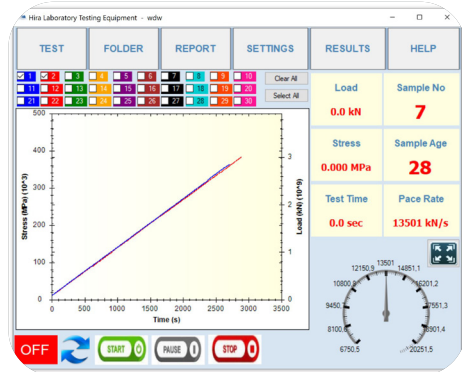 Hira Laboratory Testing Equipment - wdw
TEST FOLDER REPORT SETTINGS RESULTS HELP
1 2 3 4 5 6 7 8 9 10 Clear All
11 12 13 14 15 16 17 18 19 20 Select All
21 22 23 24 25 26 27 28 29 30
Load
0.0 kN
Sample No
7
Stress
0.000 MPa
Sample Age
28
Test Time
0.0 sec
Pace Rate
13501 kN/s
Stress (MPa) (10^3)
500
400
300
200
100
0
0 500 1000 1500 2000 2500 3000 3500
Time (s)
3
2
1
0
Load (kN) (10^9)
6750,5
8100,6
9450,7
10800,8
12150,9
13501
14851,1
16201,2
17551,3
18901,4
20251,5
OFF
START
PAUSE
STOP